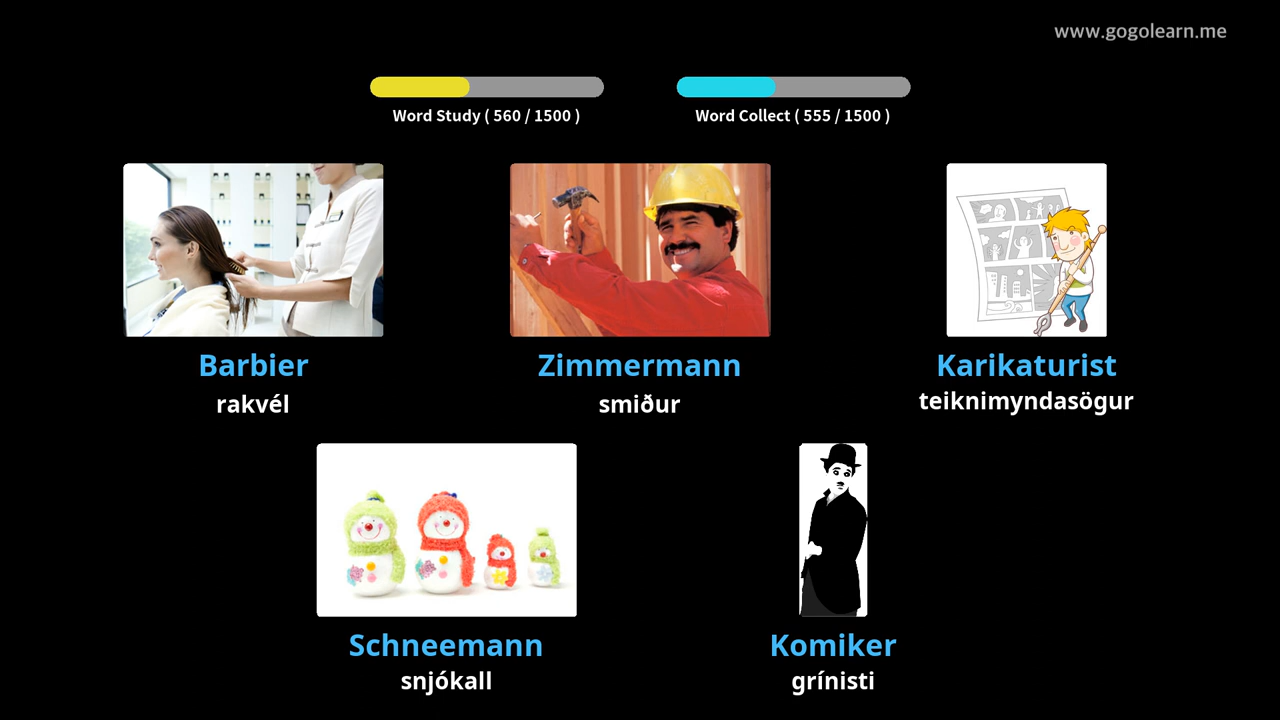 www.gogolearn.me
Word Study ( 560 / 1500 )
Word Collect ( 555 / 1500 )
Barbier
rakvél
Zimmermann
smiður
Karikaturist
teiknimyndasögur
Schneemann
snjókall
Komiker
grínisti